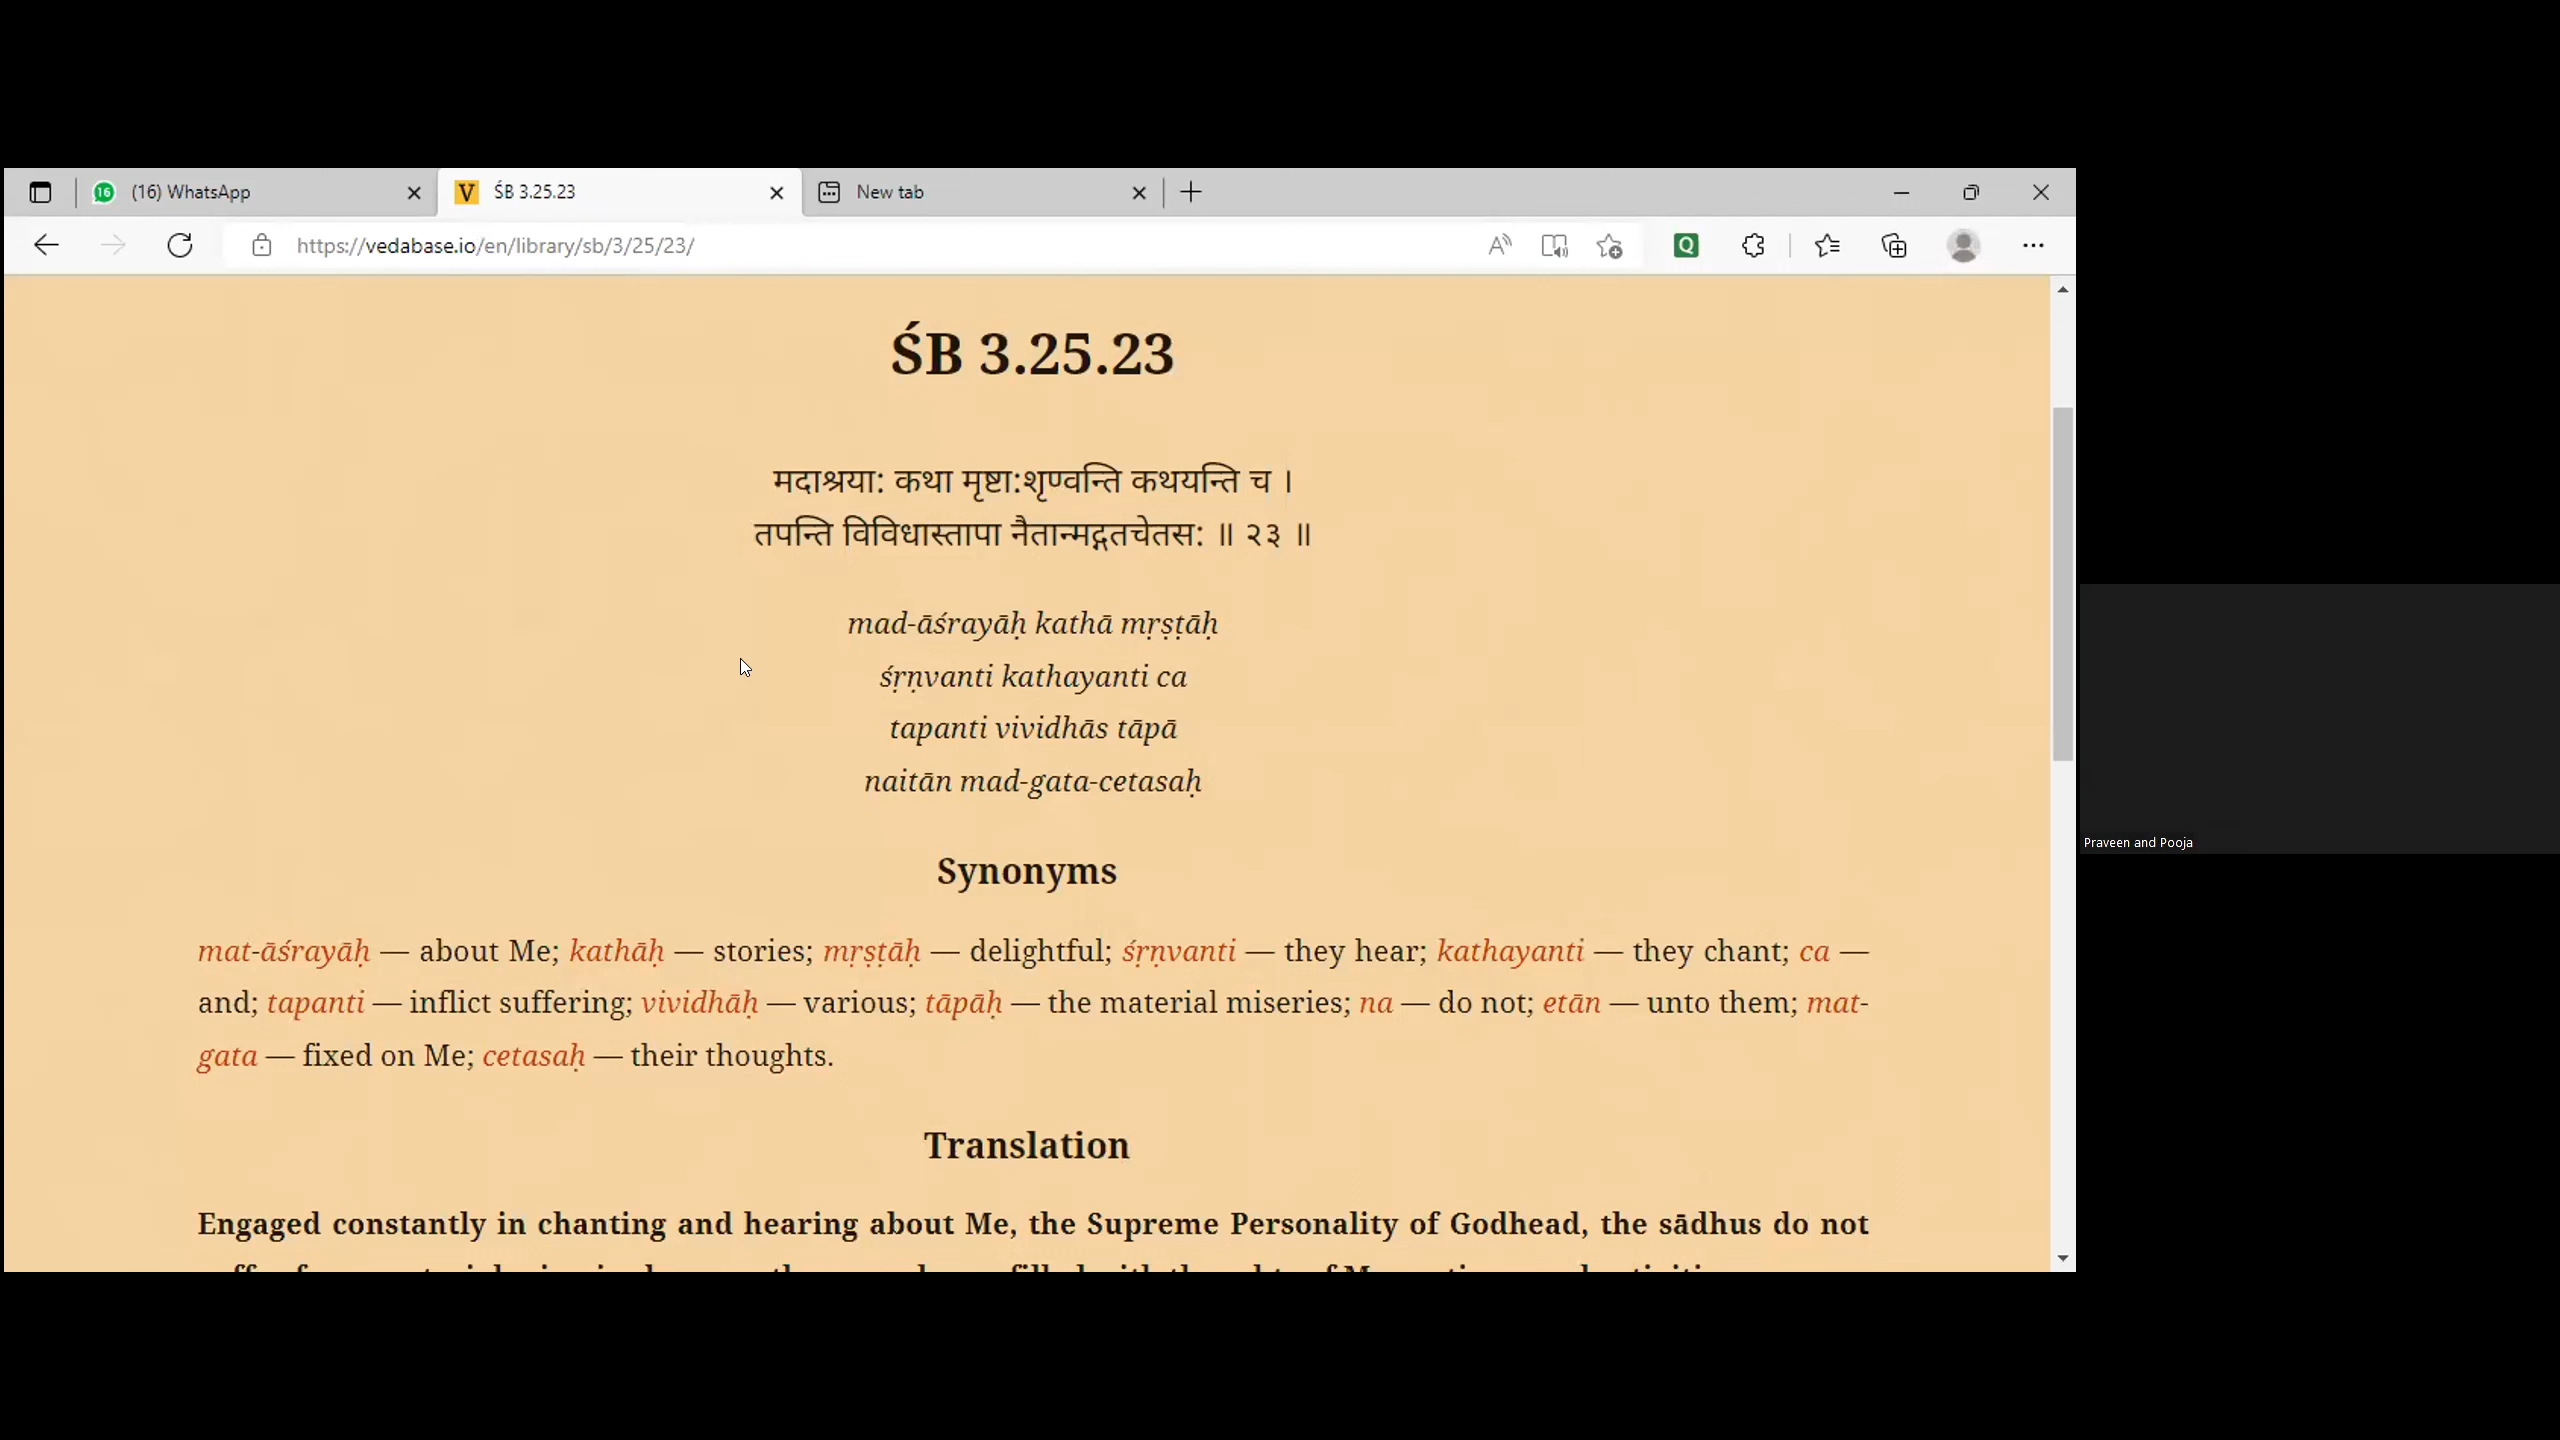 (16) WhatsApp
ŚB 3.25.23
New tab
https://vedabase.io/en/library/sb/3/25/23/
ŚB 3.25.23
मदाश्रया: कथा मृष्टा:शृण्वन्ति कथयन्ति च ।
तपन्ति विविधास्तापा नैतान्मद्गतचेतस: ॥ २३ ॥
mad-āśrayāḥ kathā mṛṣṭāḥ
śṛṇvanti kathayanti ca
tapanti vividhās tāpā
naitān mad-gata-cetasaḥ
Synonyms
mat-āśrayāḥ — about Me; kathāḥ — stories; mṛṣṭāḥ — delightful; śṛṇvanti — they hear; kathayanti — they chant; ca —
and; tapanti — inflict suffering; vividhāḥ — various; tāpāḥ — the material miseries; na — do not; etān — unto them; mat-
gata — fixed on Me; cetasaḥ — their thoughts.
Translation
Engaged constantly in chanting and hearing about Me, the Supreme Personality of Godhead, the sādhus do not
Praveen and Pooja